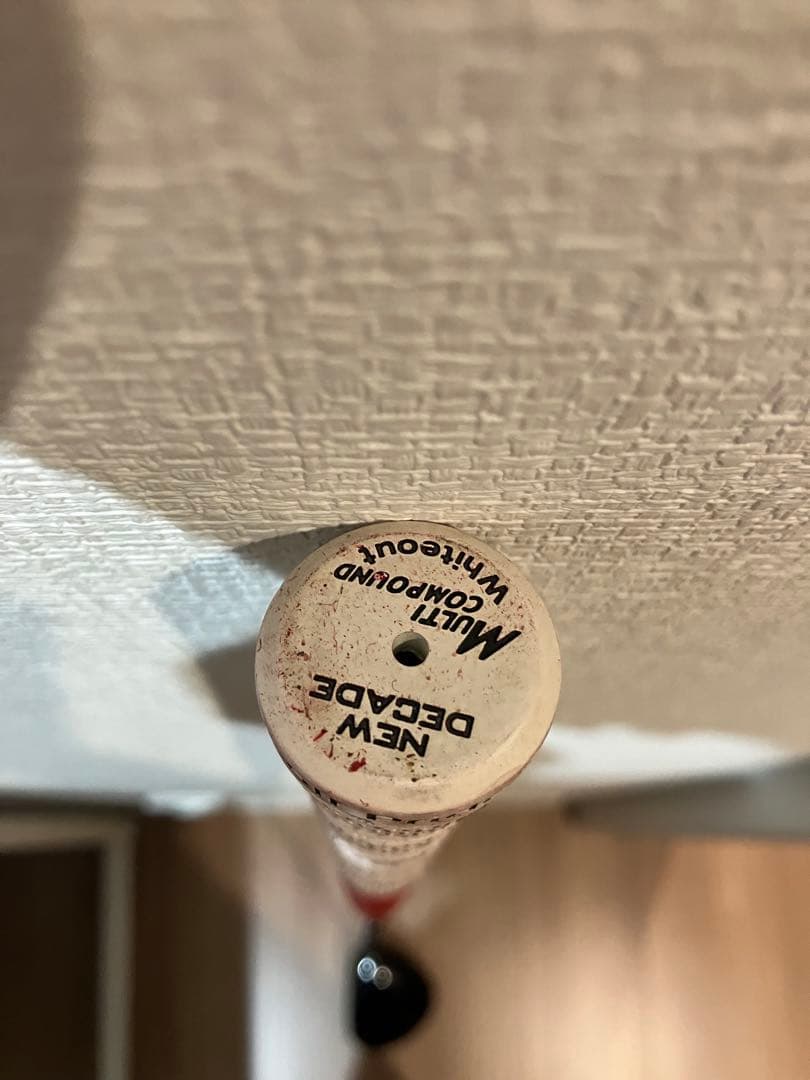 NEW
DECADE
MULTI
COMPOUND
Whiteout